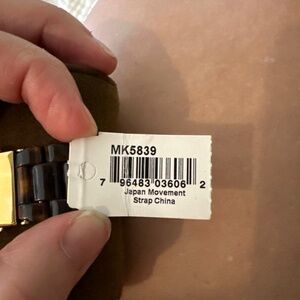 MK5839
7 96483 03606 2
Japan Movement
Strap China